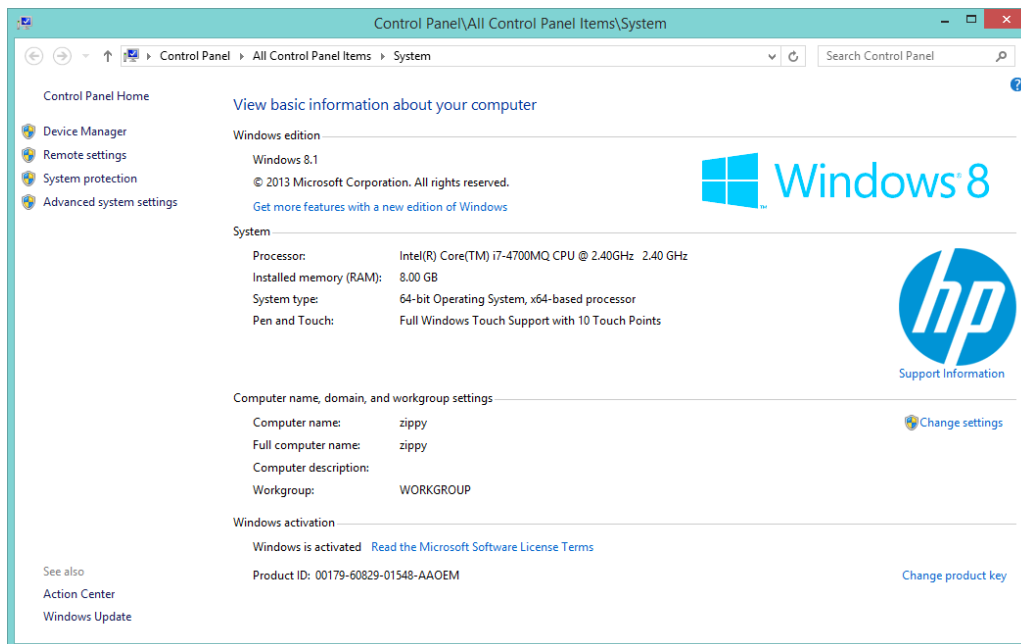 Control Panel\All Control Panel Items\System
Control Panel All Control Panel Items System
Search Control Panel
Control Panel Home
Device Manager
Remote settings
System protection
Advanced system settings
See also
Action Center
Windows Update
?
View basic information about your computer
Windows edition
Windows 8.1
© 2013 Microsoft Corporation. All rights reserved.
Get more features with a new edition of Windows
Windows® 8
™
System
Processor: Intel(R) Core(TM) i7-4700MQ CPU @ 2.40GHz 2.40 GHz
Installed memory (RAM): 8.00 GB
System type: 64-bit Operating System, x64-based processor
Pen and Touch: Full Windows Touch Support with 10 Touch Points
hp
Support Information
Computer name, domain, and workgroup settings
Computer name: zippy
Full computer name: zippy
Computer description:
Workgroup: WORKGROUP
Change settings
Windows activation
Windows is activated Read the Microsoft Software License Terms
Product ID: 00179-60829-01548-AAOEM
Change product key